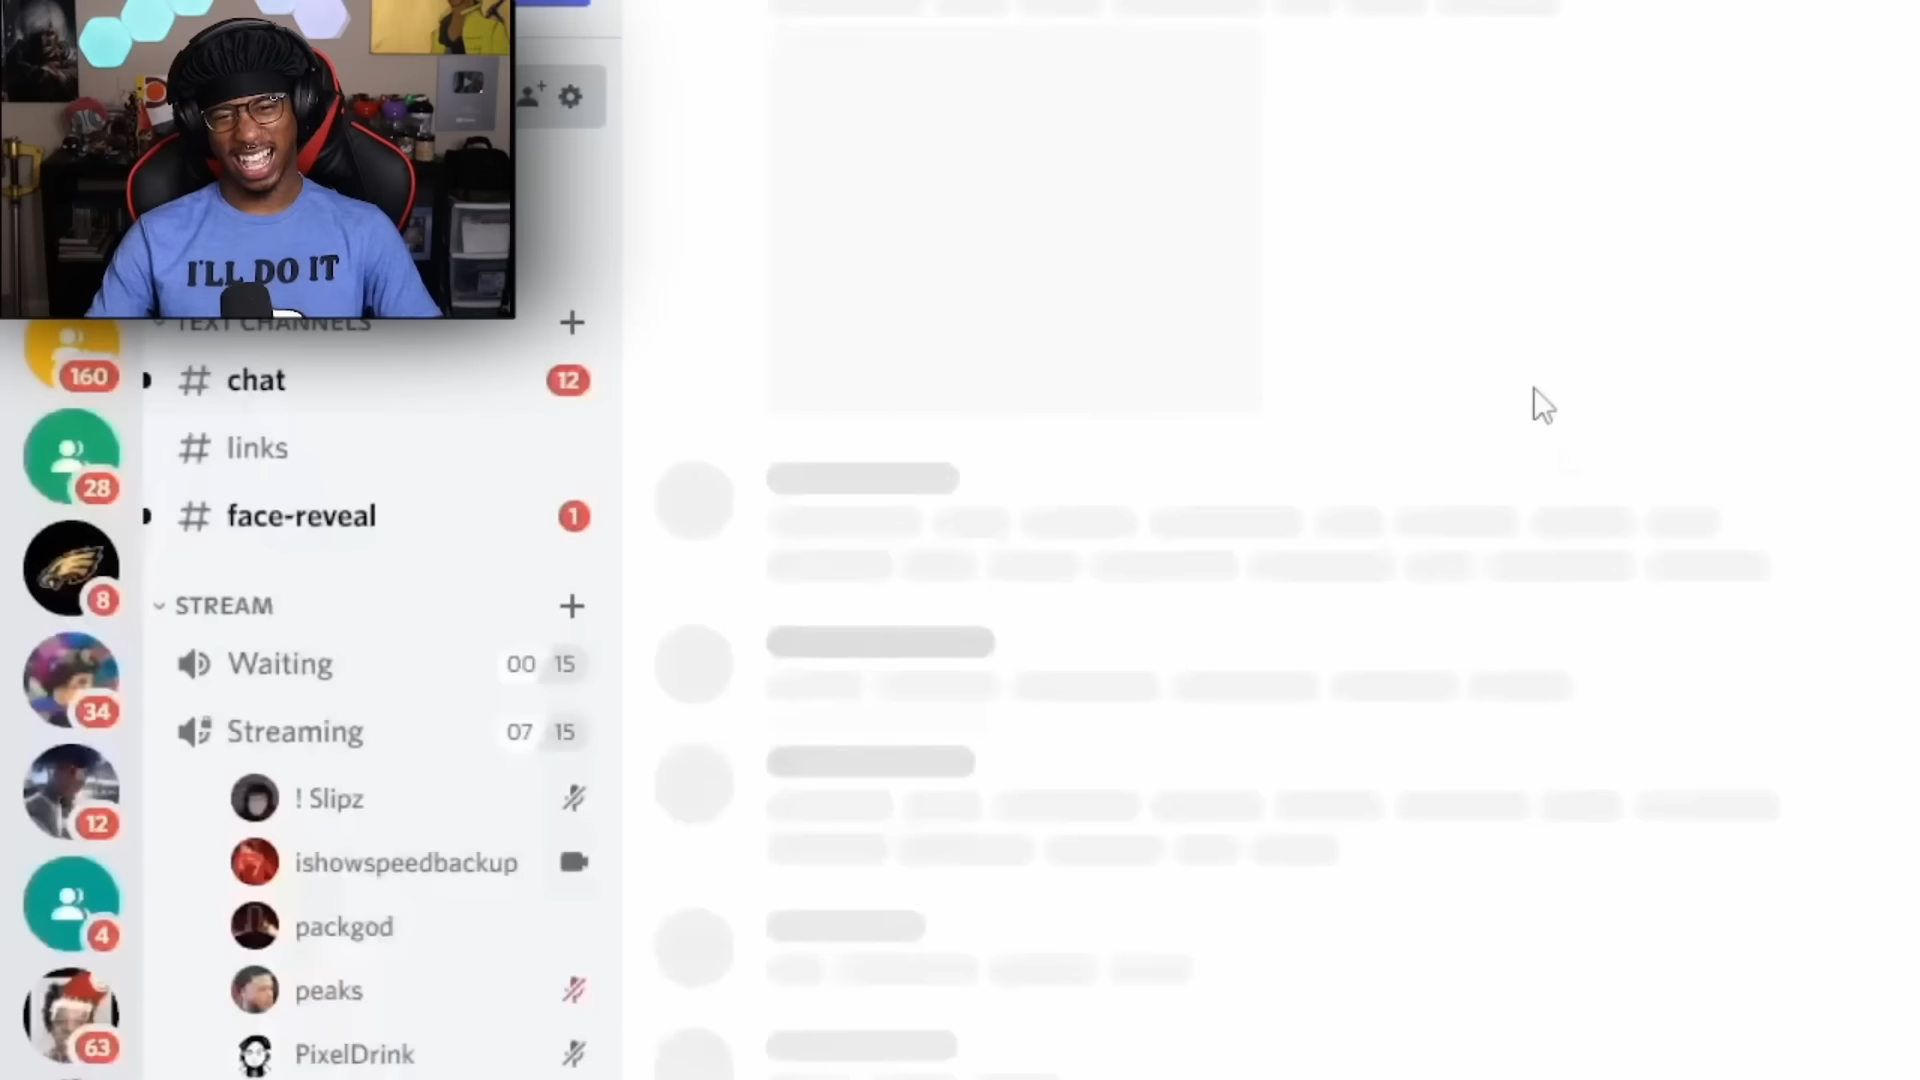 I'LL DO IT
TEXT CHANNELS
160
# chat 12
28
# links
# face-reveal 1
8
STREAM
34
Waiting 00 15
Streaming 07 15
12
! Slipz
ishowspeedbackup
4
packgod
peaks
63
PixelDrink